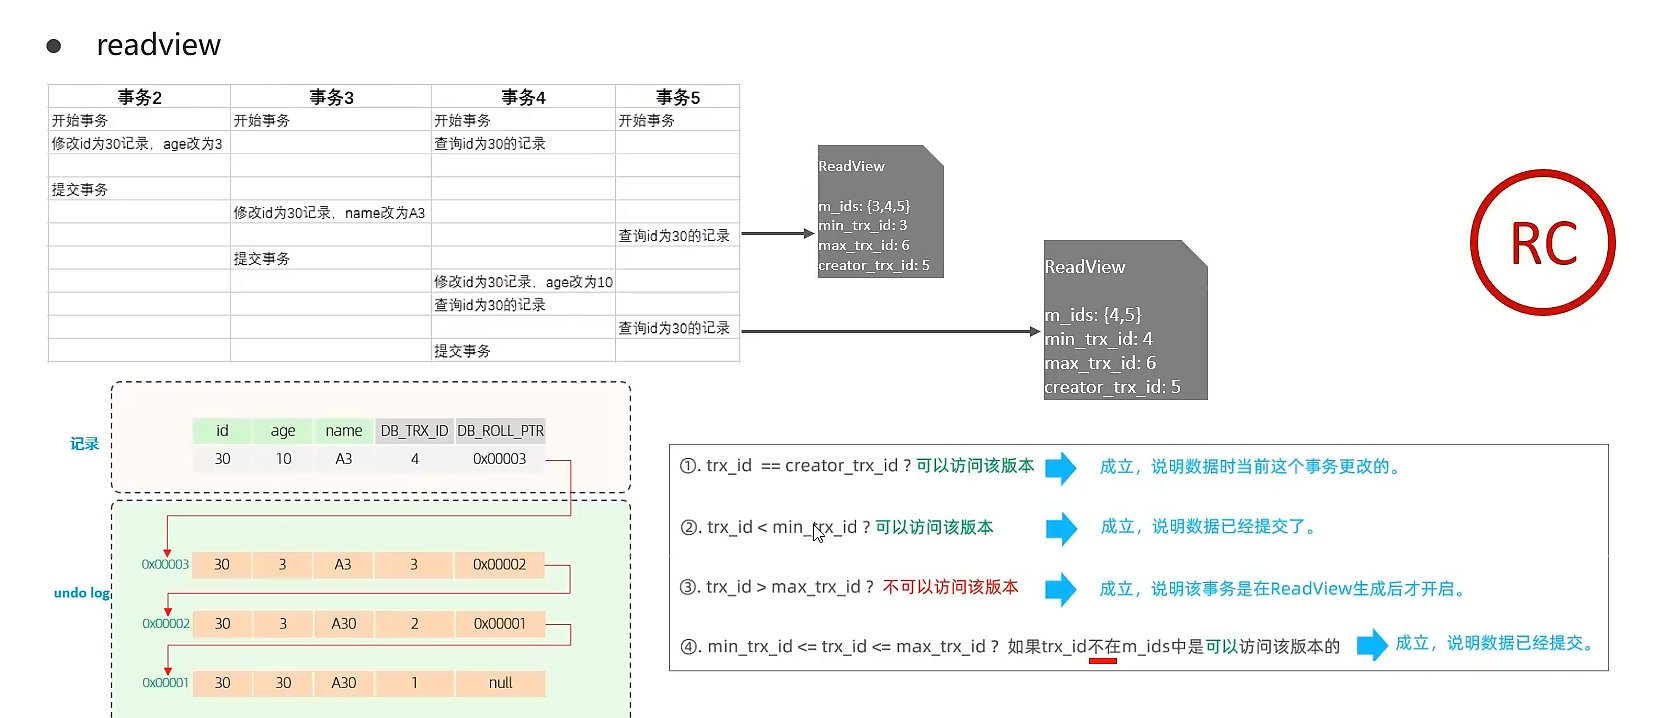 ● readview
事务2 事务3 事务4 事务5
开始事务 开始事务 开始事务 开始事务
修改id为30记录，age改为3 查询id为30的记录
提交事务
修改id为30记录，name改为A3
查询id为30的记录
提交事务
修改id为30记录，age改为10
查询id为30的记录
查询id为30的记录
提交事务
ReadView
m_ids: {3,4,5}
min_trx_id: 3
max_trx_id: 6
creator_trx_id: 5
ReadView
m_ids: {4,5}
min_trx_id: 4
max_trx_id: 6
creator_trx_id: 5
RC
记录
id age name DB_TRX_ID DB_ROLL_PTR
30 10 A3 4 0x00003
undo log
0x00003 30 3 A3 3 0x00002
0x00002 30 3 A30 2 0x00001
0x00001 30 30 A30 1 null
①. trx_id == creator_trx_id ? 可以访问该版本 成立，说明数据时当前这个事务更改的。
②. trx_id < min_trx_id ? 可以访问该版本 成立，说明数据已经提交了。
③. trx_id > max_trx_id ? 不可以访问该版本 成立，说明该事务是在ReadView生成后才开启。
④. min_trx_id <= trx_id <= max_trx_id ? 如果trx_id不在m_ids中是可以访问该版本的 成立，说明数据已经提交。